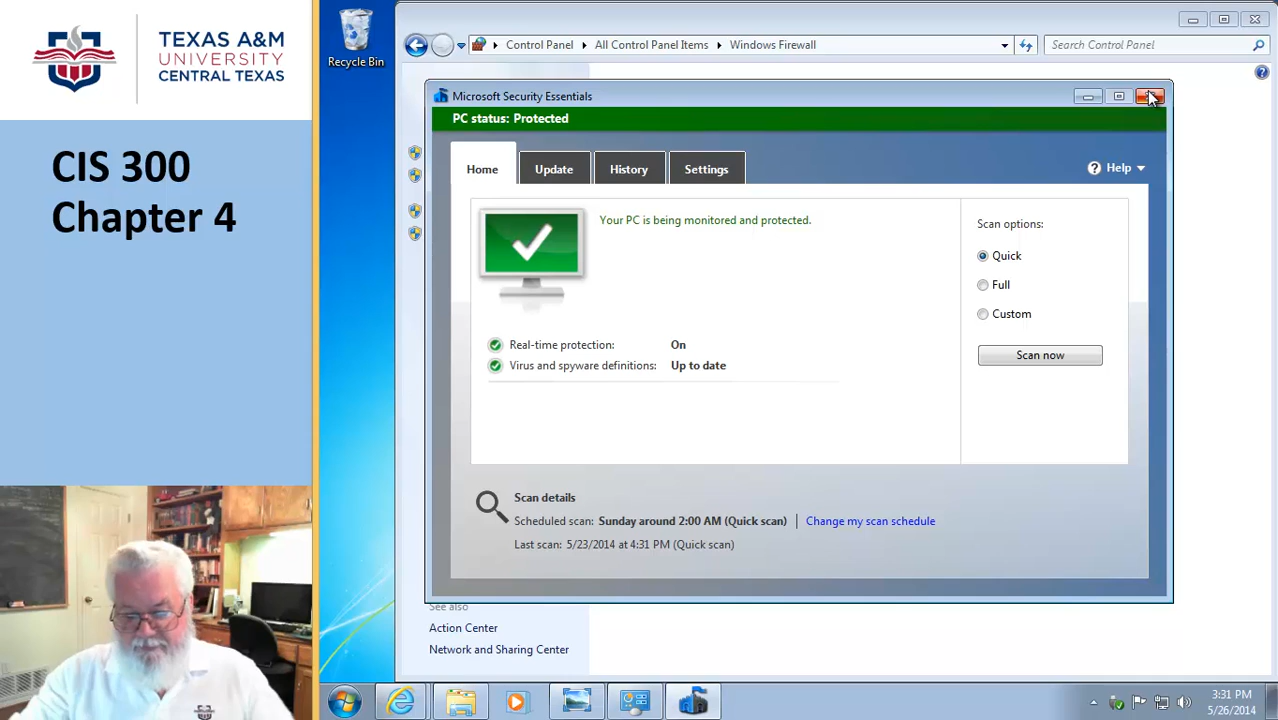 TEXAS A&M
UNIVERSITY
CENTRAL TEXAS
CIS 300
Chapter 4
Recycle Bin
Control Panel
All Control Panel Items
Windows Firewall
Search Control Panel
Microsoft Security Essentials
PC status: Protected
Home
Update
History
Settings
Help
Your PC is being monitored and protected.
Real-time protection: On
Virus and spyware definitions: Up to date
Scan options:
Quick
Full
Custom
Scan now
Scan details
Scheduled scan: Sunday around 2:00 AM (Quick scan) | Change my scan schedule
Last scan: 5/23/2014 at 4:31 PM (Quick scan)
See also
Action Center
Network and Sharing Center
3:31 PM
5/26/2014